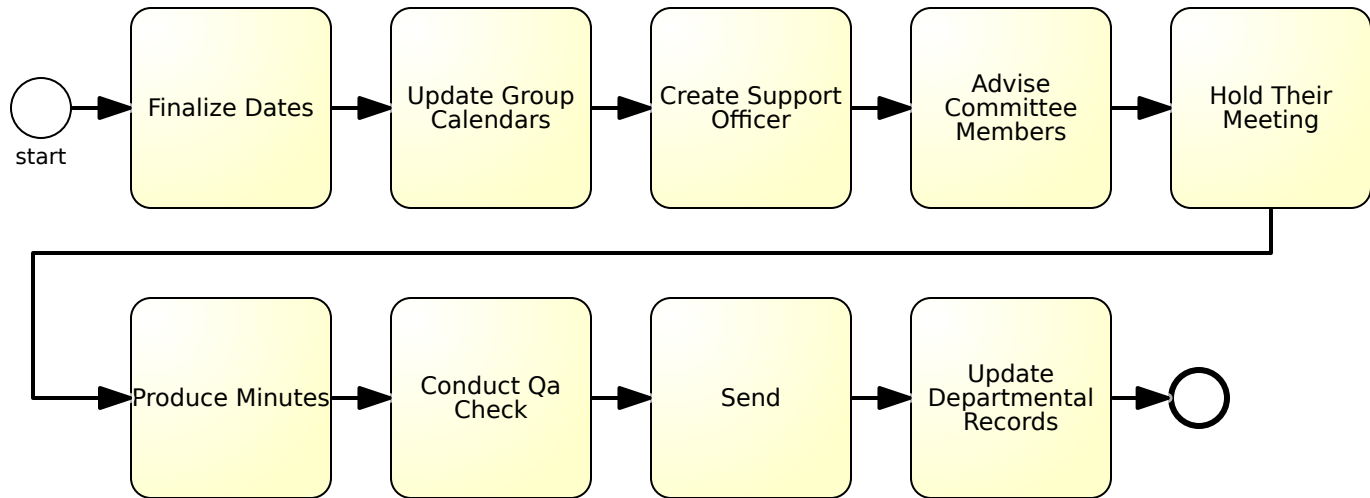 Finalize Dates
Update Group
Calendars
Create Support
Officer
Advise
Committee
Members
Hold Their
Meeting
start
Produce Minutes
Conduct Qa
Check
Send
Update
Departmental
Records